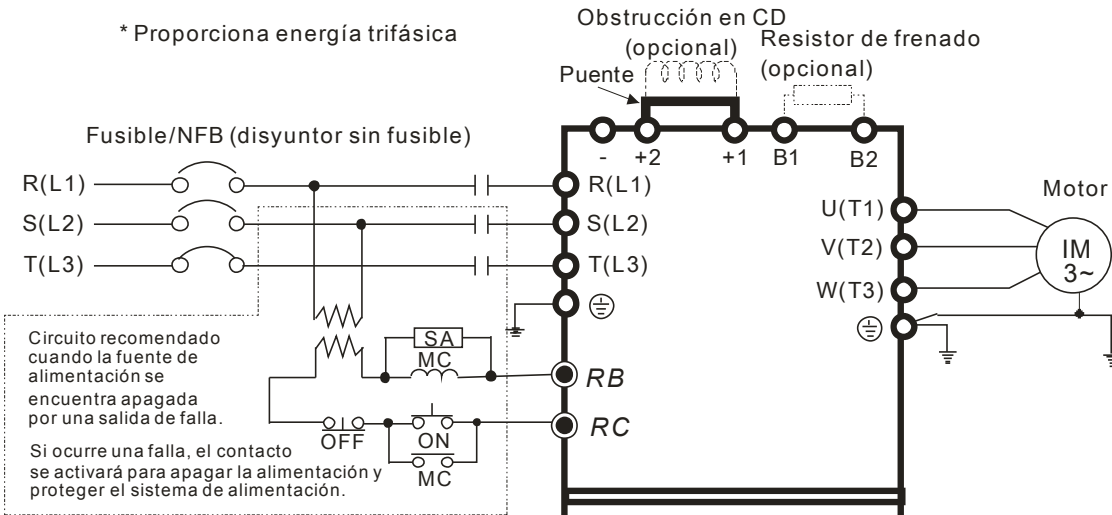 * Proporciona energía trifásica
Obstrucción en CD
(opcional)
Resistor de frenado
(opcional)
Puente
Fusible/NFB (disyuntor sin fusible)
- +2 +1 B1 B2
R(L1)
S(L2)
T(L3)
R(L1)
S(L2)
T(L3)
U(T1)
V(T2)
W(T3)
Motor
IM
3~
Circuito recomendado
cuando la fuente de
alimentación se
encuentra apagada
por una salida de falla.
Si ocurre una falla, el contacto
se activará para apagar la alimentación y
proteger el sistema de alimentación.
SA
MC
OFF
ON
MC
RB
RC